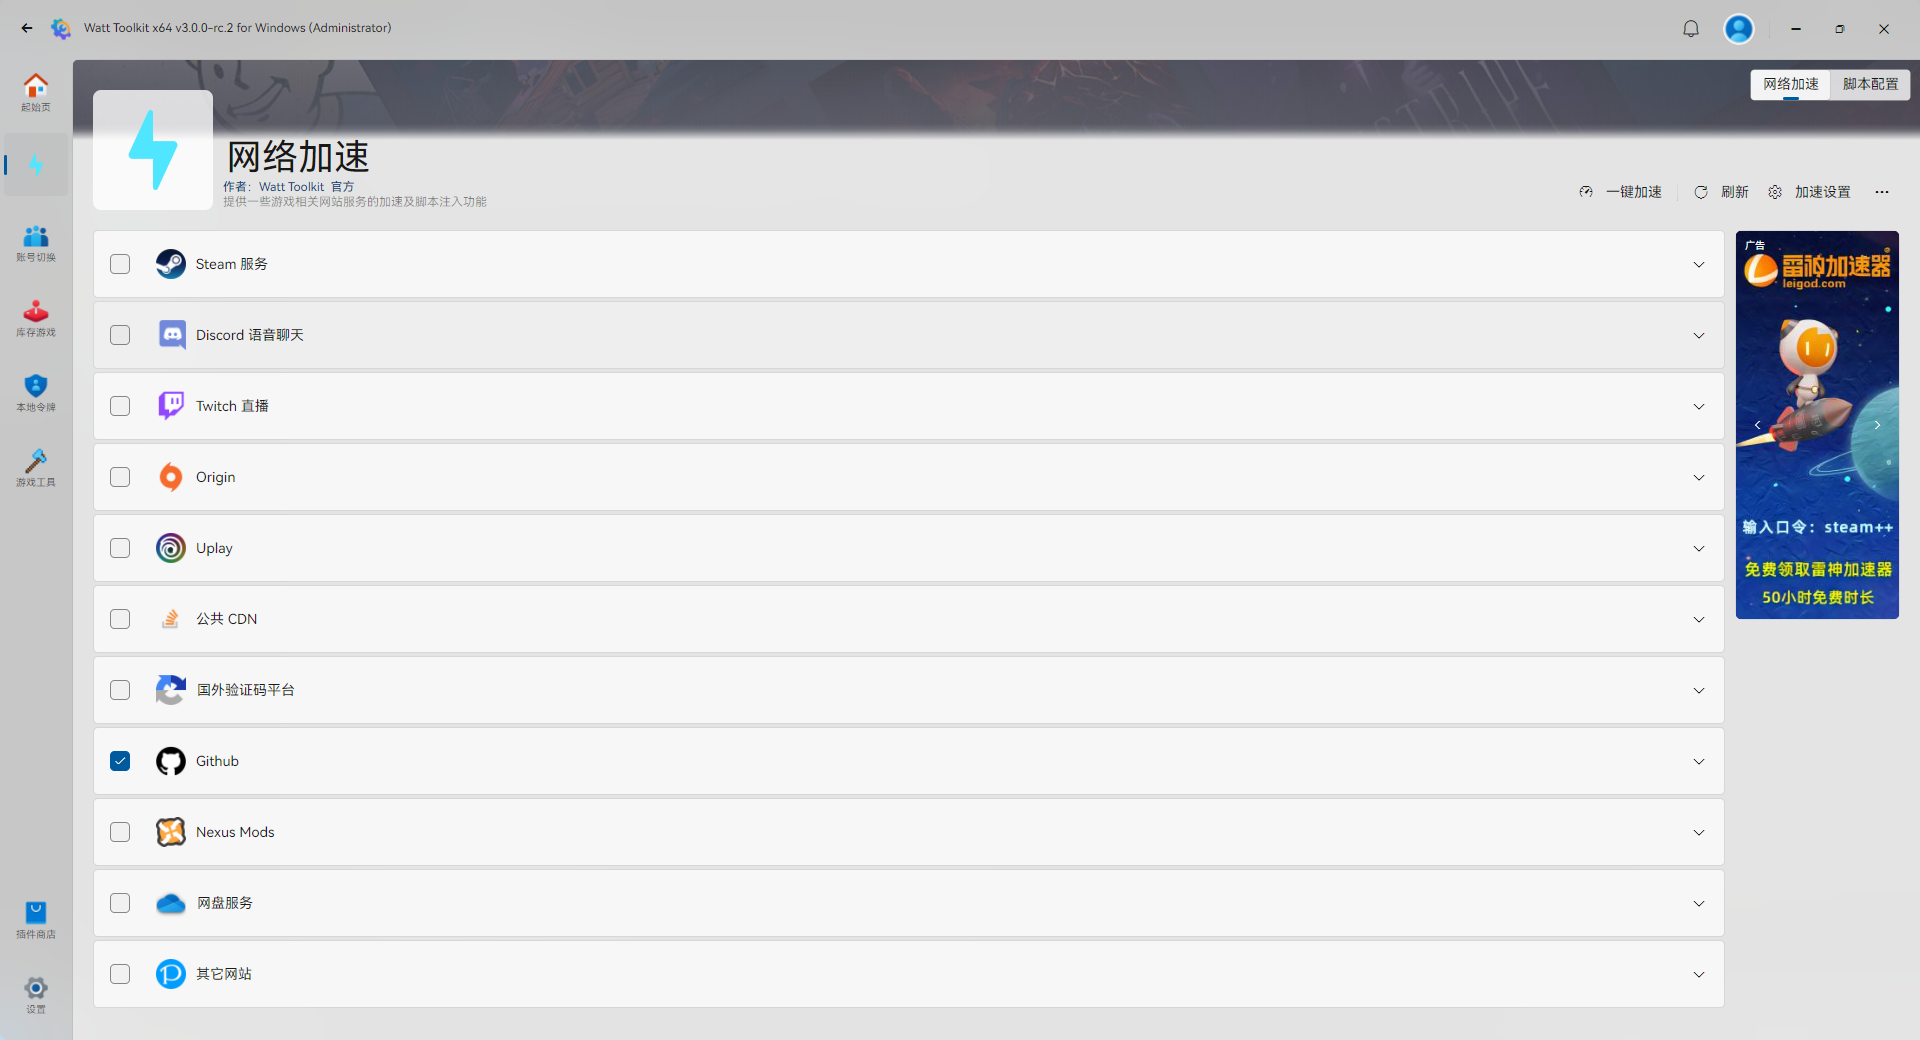 Watt Toolkit x64 v3.0.0-rc.2 for Windows (Administrator)
起始页
账号切换
库存游戏
本地令牌
游戏工具
插件商店
设置
网络加速
脚本配置
网络加速
作者： Watt Toolkit 官方
提供一些游戏相关网站服务的加速及脚本注入功能
一键加速
刷新
加速设置
Steam 服务
Discord 语音聊天
Twitch 直播
Origin
Uplay
公共 CDN
国外验证码平台
Github
Nexus Mods
网盘服务
其它网站
广告
雷神加速器
leigod.com
输入口令：steam++
免费领取雷神加速器
50小时免费时长